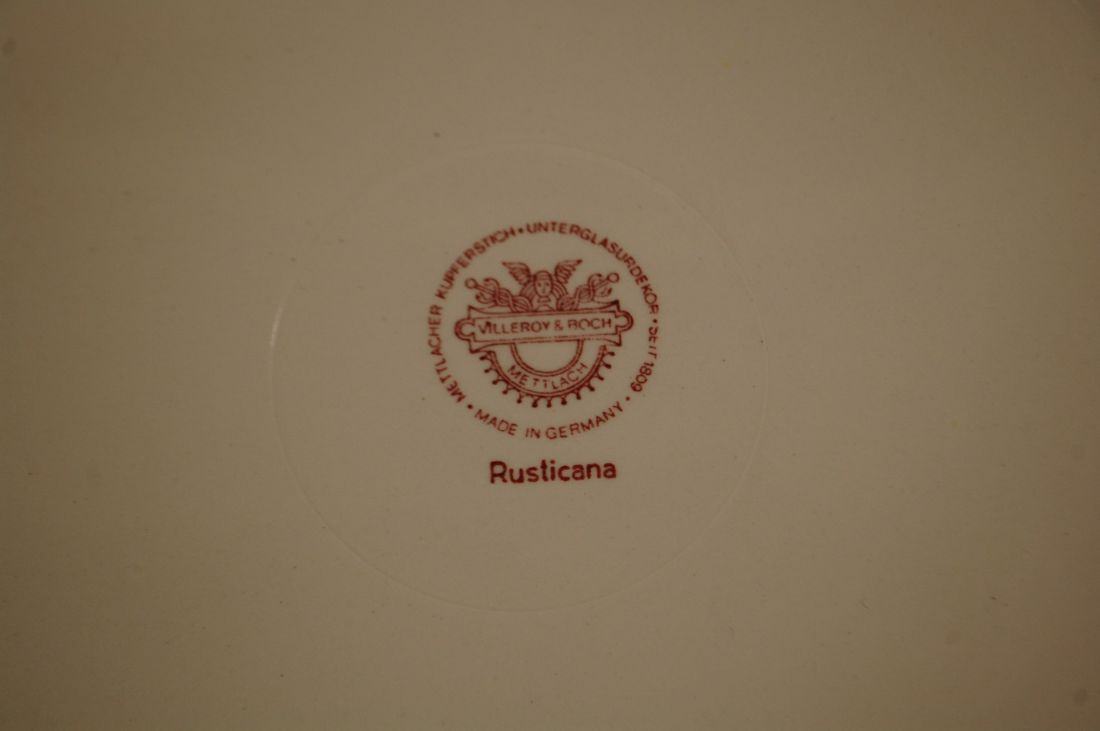 METTLACHER KUPFERSTICH • UNTERGLASURDEKOR • SEIT 1809 • MADE IN GERMANY •
VILLEROY & BOCH
METTLACH
Rusticana